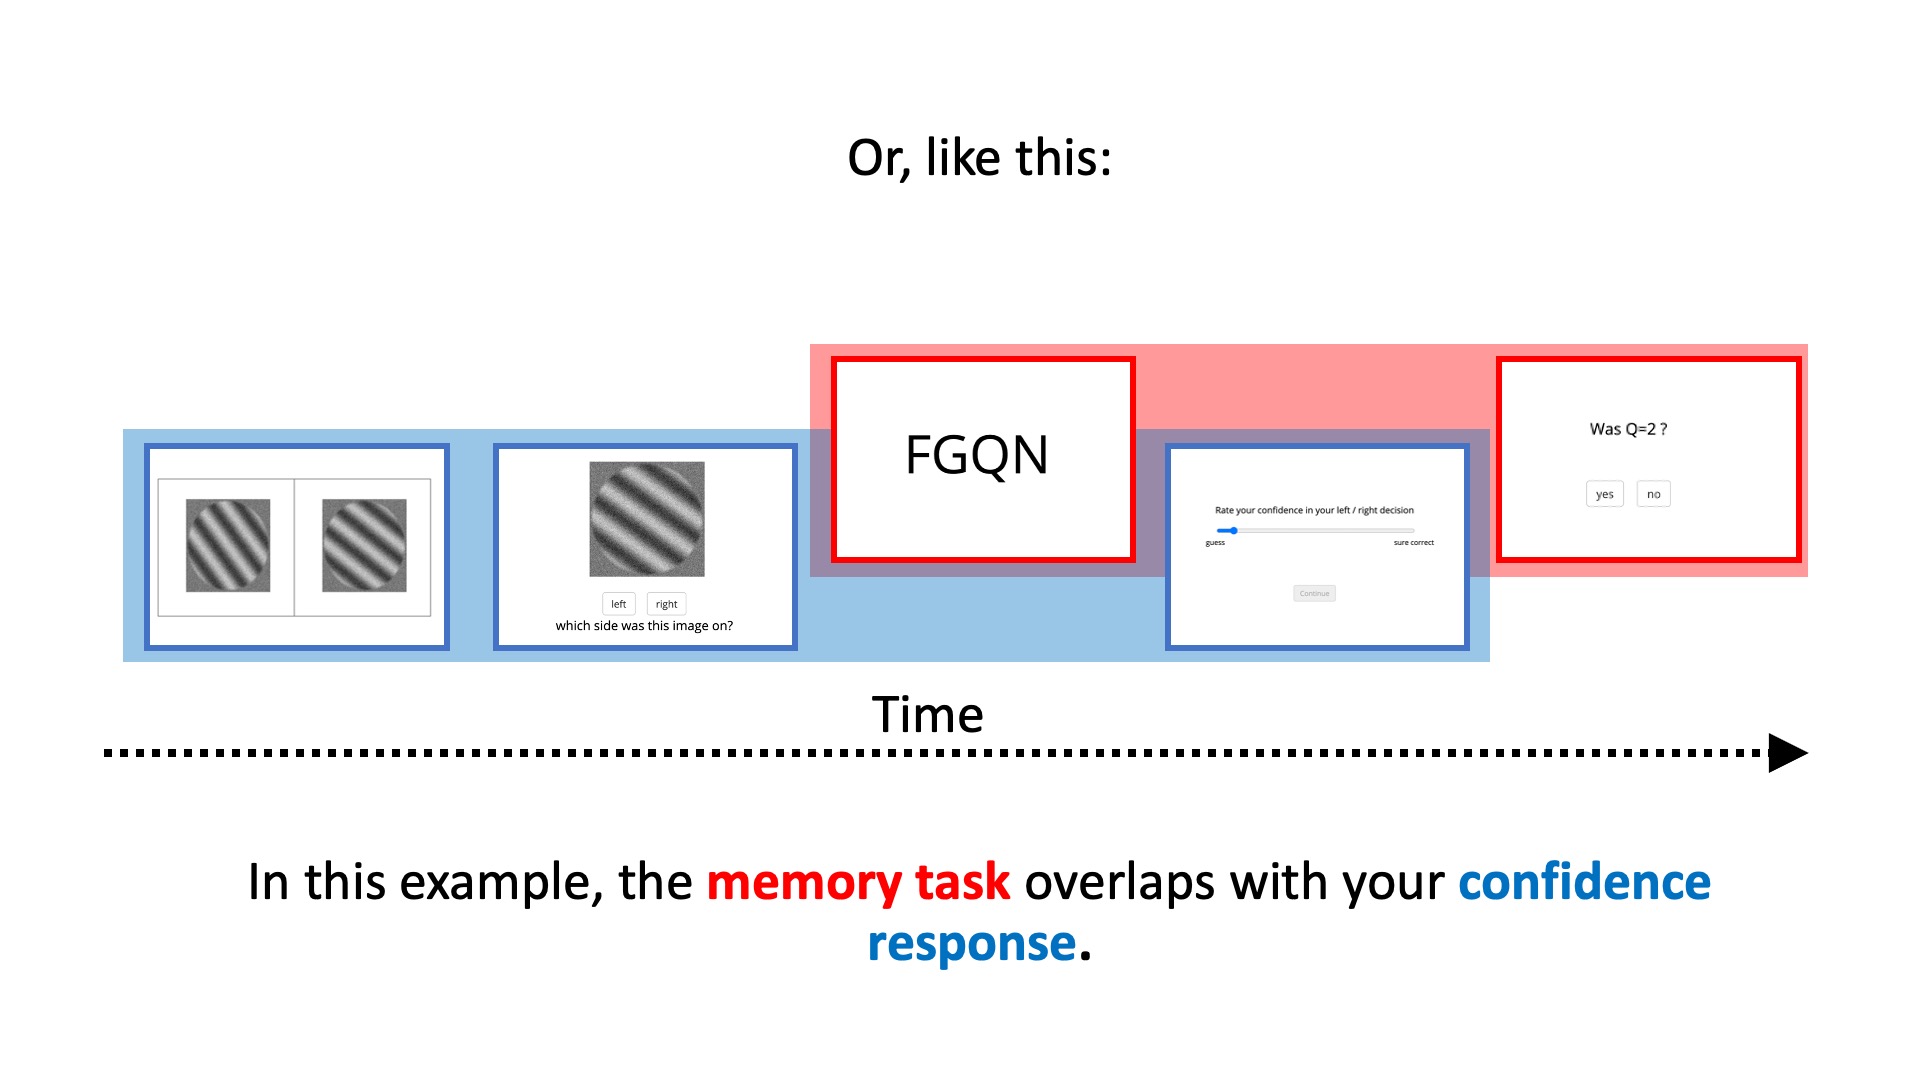 Or, like this:
FGQN
Was Q=2 ?
yes no
Rate your confidence in your left / right decision
guess sure correct
Continue
left right
which side was this image on?
Time
In this example, the memory task overlaps with your confidence
response.